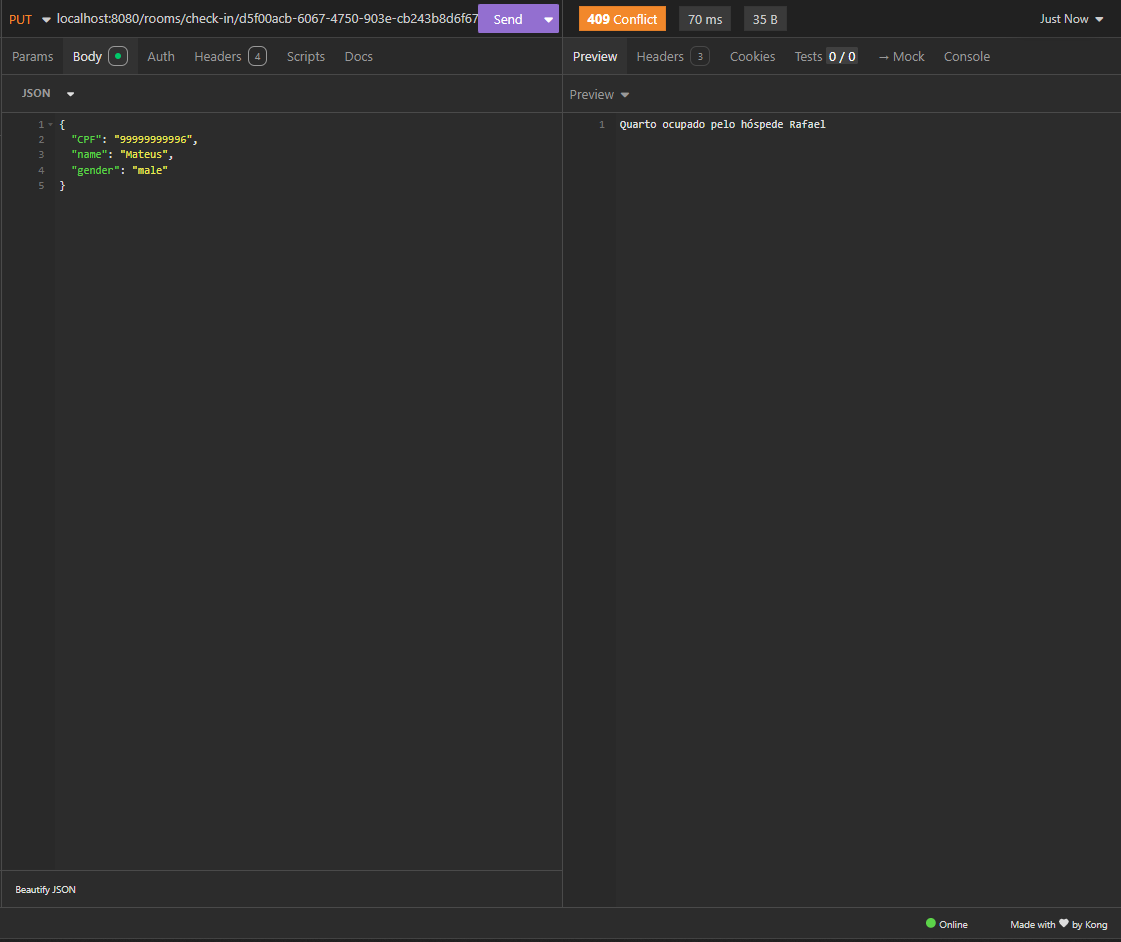 PUT localhost:8080/rooms/check-in/d5f00acb-6067-4750-903e-cb243b8d6f67 Send
409 Conflict 70 ms 35 B Just Now
Params Body Auth Headers 4 Scripts Docs
Preview Headers 3 Cookies Tests 0 / 0 → Mock Console
JSON
Preview
1 {
2 "CPF": "99999999996",
3 "name": "Mateus",
4 "gender": "male"
5 }
1 Quarto ocupado pelo hóspede Rafael
Beautify JSON
Online Made with ♥ by Kong